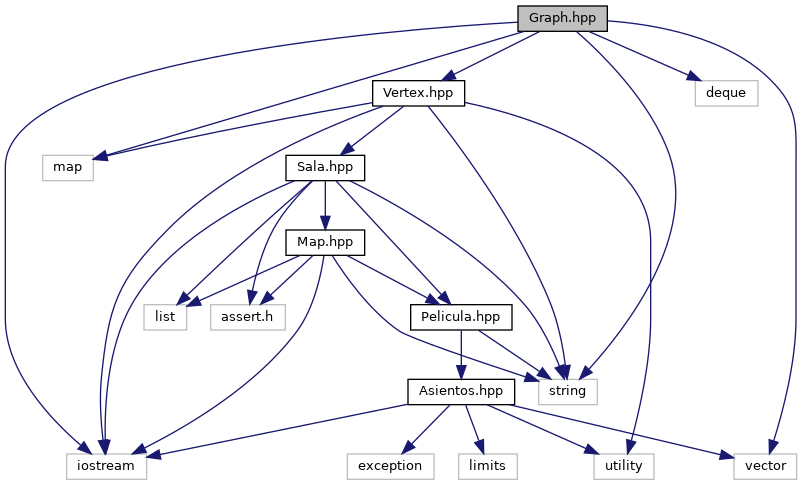 Graph.hpp
Vertex.hpp
deque
map
Sala.hpp
Map.hpp
list
assert.h
Pelicula.hpp
Asientos.hpp
string
iostream
exception
limits
utility
vector